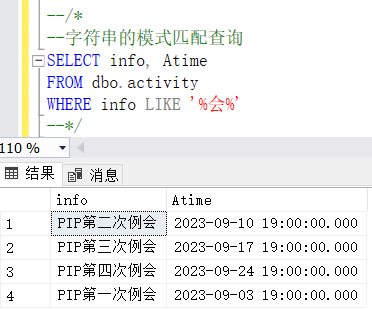 --/*
--字符串的模式匹配查询
SELECT info, Atime
FROM dbo.activity
WHERE info LIKE '%会%'
--*/
110 %
结果 消息
info Atime
1 PIP第二次例会 2023-09-10 19:00:00.000
2 PIP第三次例会 2023-09-17 19:00:00.000
3 PIP第四次例会 2023-09-24 19:00:00.000
4 PIP第一次例会 2023-09-03 19:00:00.000